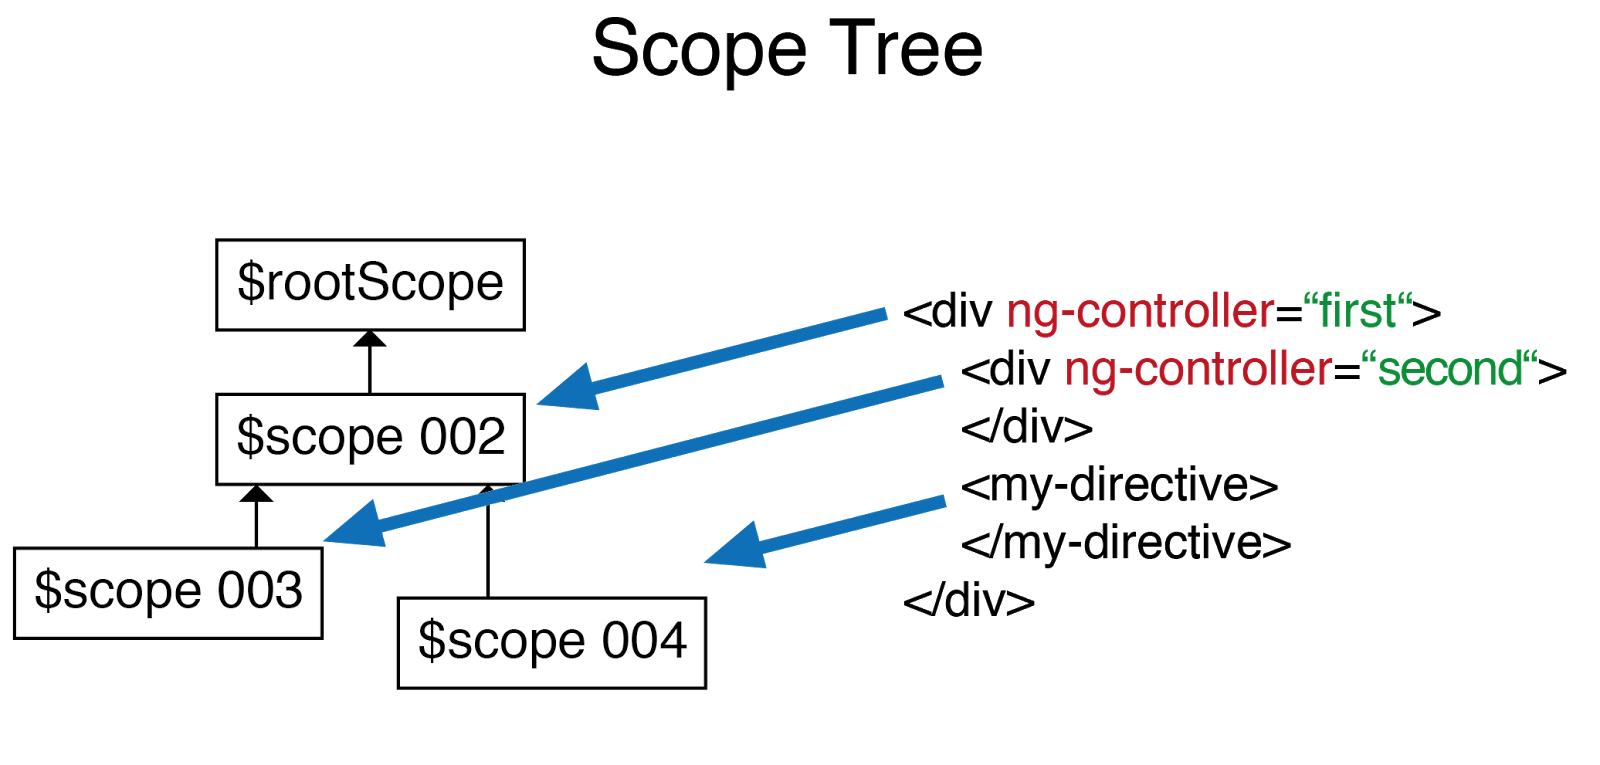 Scope Tree
$rootScope
$scope 002
$scope 003
$scope 004
<div ng-controller=“first“>
<div ng-controller=“second“>
</div>
<my-directive>
</my-directive>
</div>